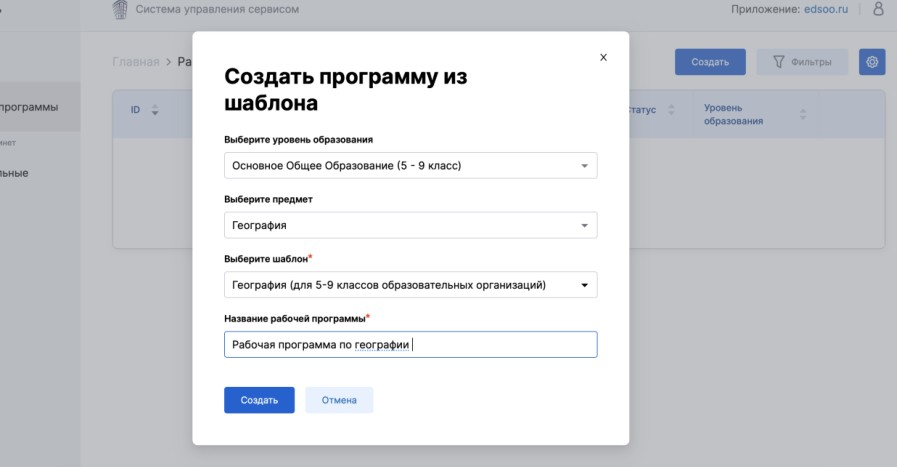 Система управления сервисом
Приложение: edsoo.ru
Главная > Ра
Создать
Фильтры
программы
ID
Статус
Уровень
образования
Создать программу из
шаблона
x
Выберите уровень образования
Основное Общее Образование (5 - 9 класс)
Выберите предмет
География
Выберите шаблон*
География (для 5-9 классов образовательных организаций)
Название рабочей программы*
Рабочая программа по географии
Создать
Отмена